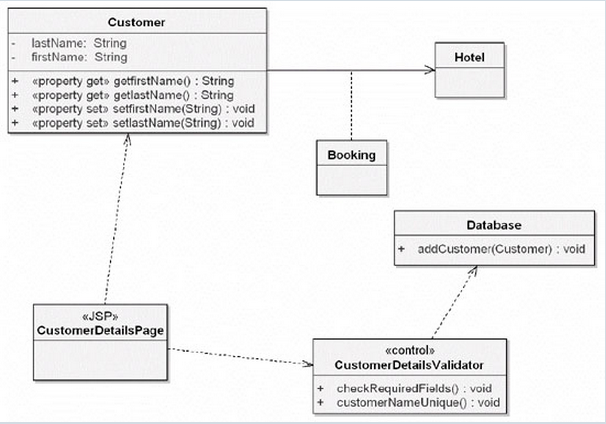 Customer
- lastName: String
- firstName: String
+ «property get» getfirstName() : String
+ «property get» getlastName() : String
+ «property set» setfirstName(String) : void
+ «property set» setlastName(String) : void
Hotel
Booking
Database
+ addCustomer(Customer) : void
«JSP»
CustomerDetailsPage
«control»
CustomerDetailsValidator
+ checkRequiredFields() : void
+ customerNameUnique() : void